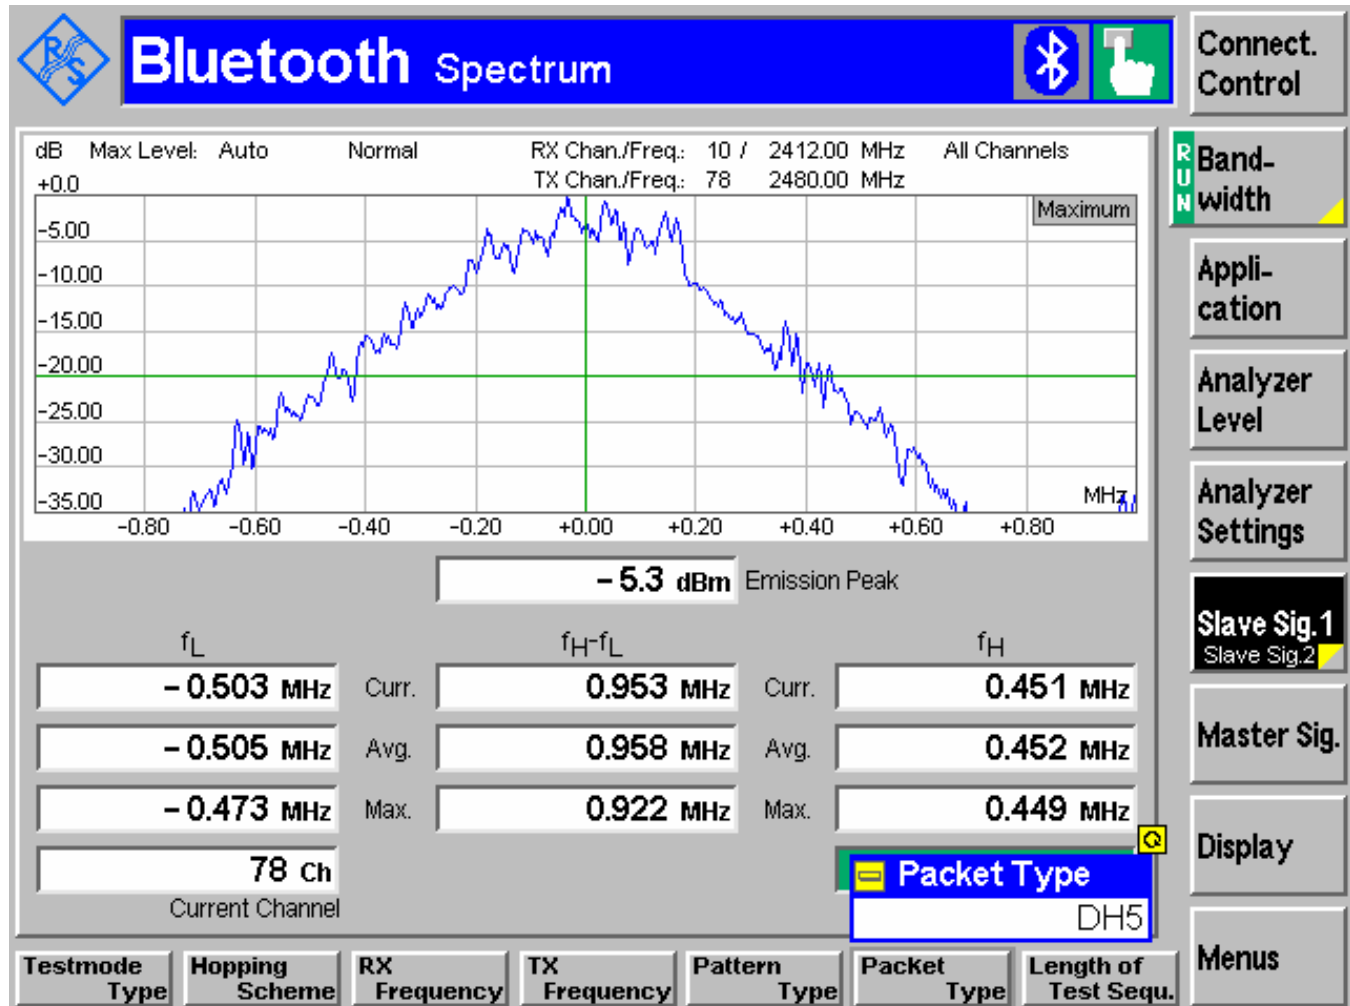 R&S
Bluetooth Spectrum
Connect.
Control
dB Max Level: Auto Normal RX Chan./Freq.: 10 / 2412.00 MHz All Channels
+0.0 TX Chan./Freq.: 78 2480.00 MHz
Maximum
-5.00
-10.00
-15.00
-20.00
-25.00
-30.00
-35.00
MHz
-0.80 -0.60 -0.40 -0.20 +0.00 +0.20 +0.40 +0.60 +0.80
RUN
Band-
width
Appli-
cation
Analyzer
Level
Analyzer
Settings
Slave Sig.1
Slave Sig.2
Master Sig.
Display
Menus
-5.3 dBm Emission Peak
fL fH-fL fH
-0.503 MHz Curr. 0.953 MHz Curr. 0.451 MHz
-0.505 MHz Avg. 0.958 MHz Avg. 0.452 MHz
-0.473 MHz Max. 0.922 MHz Max. 0.449 MHz
78 Ch
Current Channel
Packet Type
DH5
Testmode Type
Hopping Scheme
RX Frequency
TX Frequency
Pattern Type
Packet Type
Length of Test Sequ.